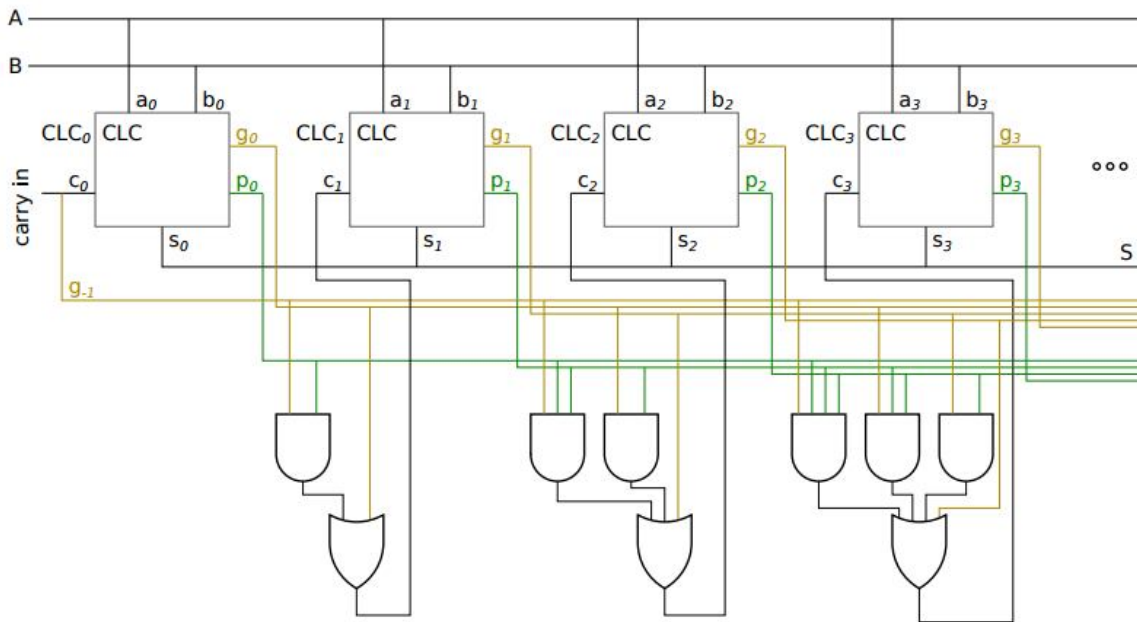 A
B
a0 b0 a1 b1 a2 b2 a3 b3
CLC0 CLC g0 CLC1 CLC g1 CLC2 CLC g2 CLC3 CLC g3
carry in c0 p0 c1 p1 c2 p2 c3 p3
s0 s1 s2 s3 S
g-1